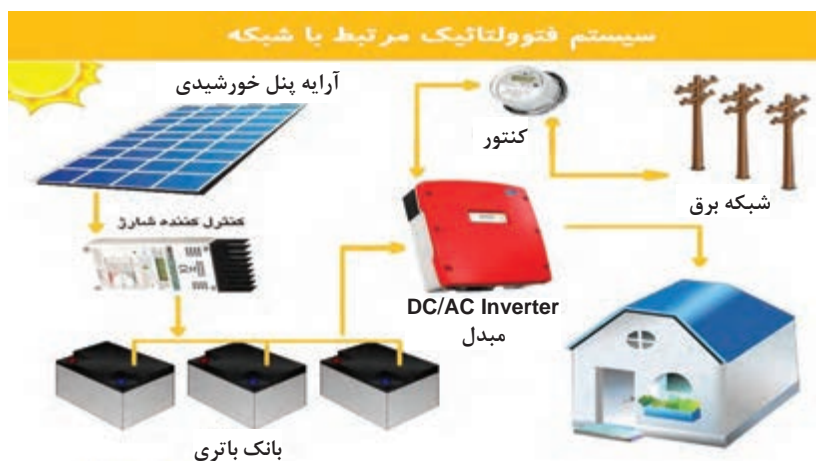 سیستم فتوولتائیک مرتبط با شبکه
آرایه پنل خورشیدی
کنتور
شبکه برق
کنترل کننده شارژ
DC/AC Inverter
مبدل
بانک باتری